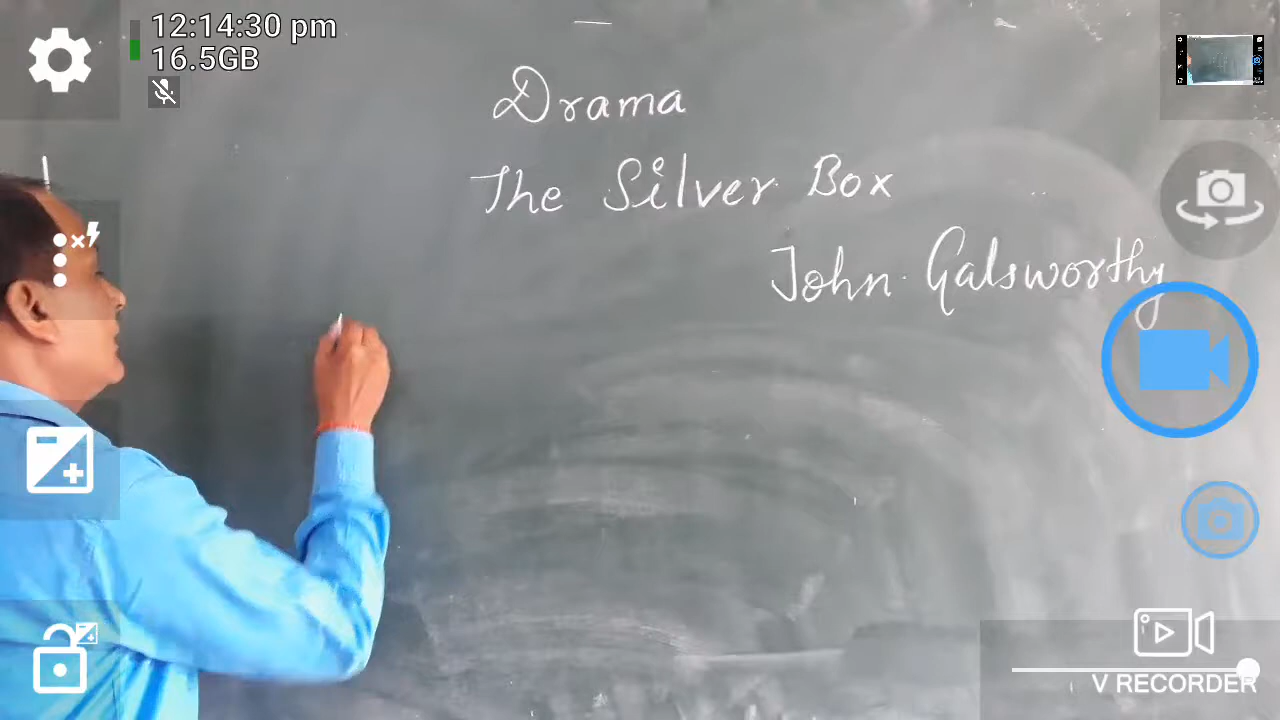 12:14:30 pm
16.5GB
Drama
The Silver Box
John Galsworthy
V RECORDER